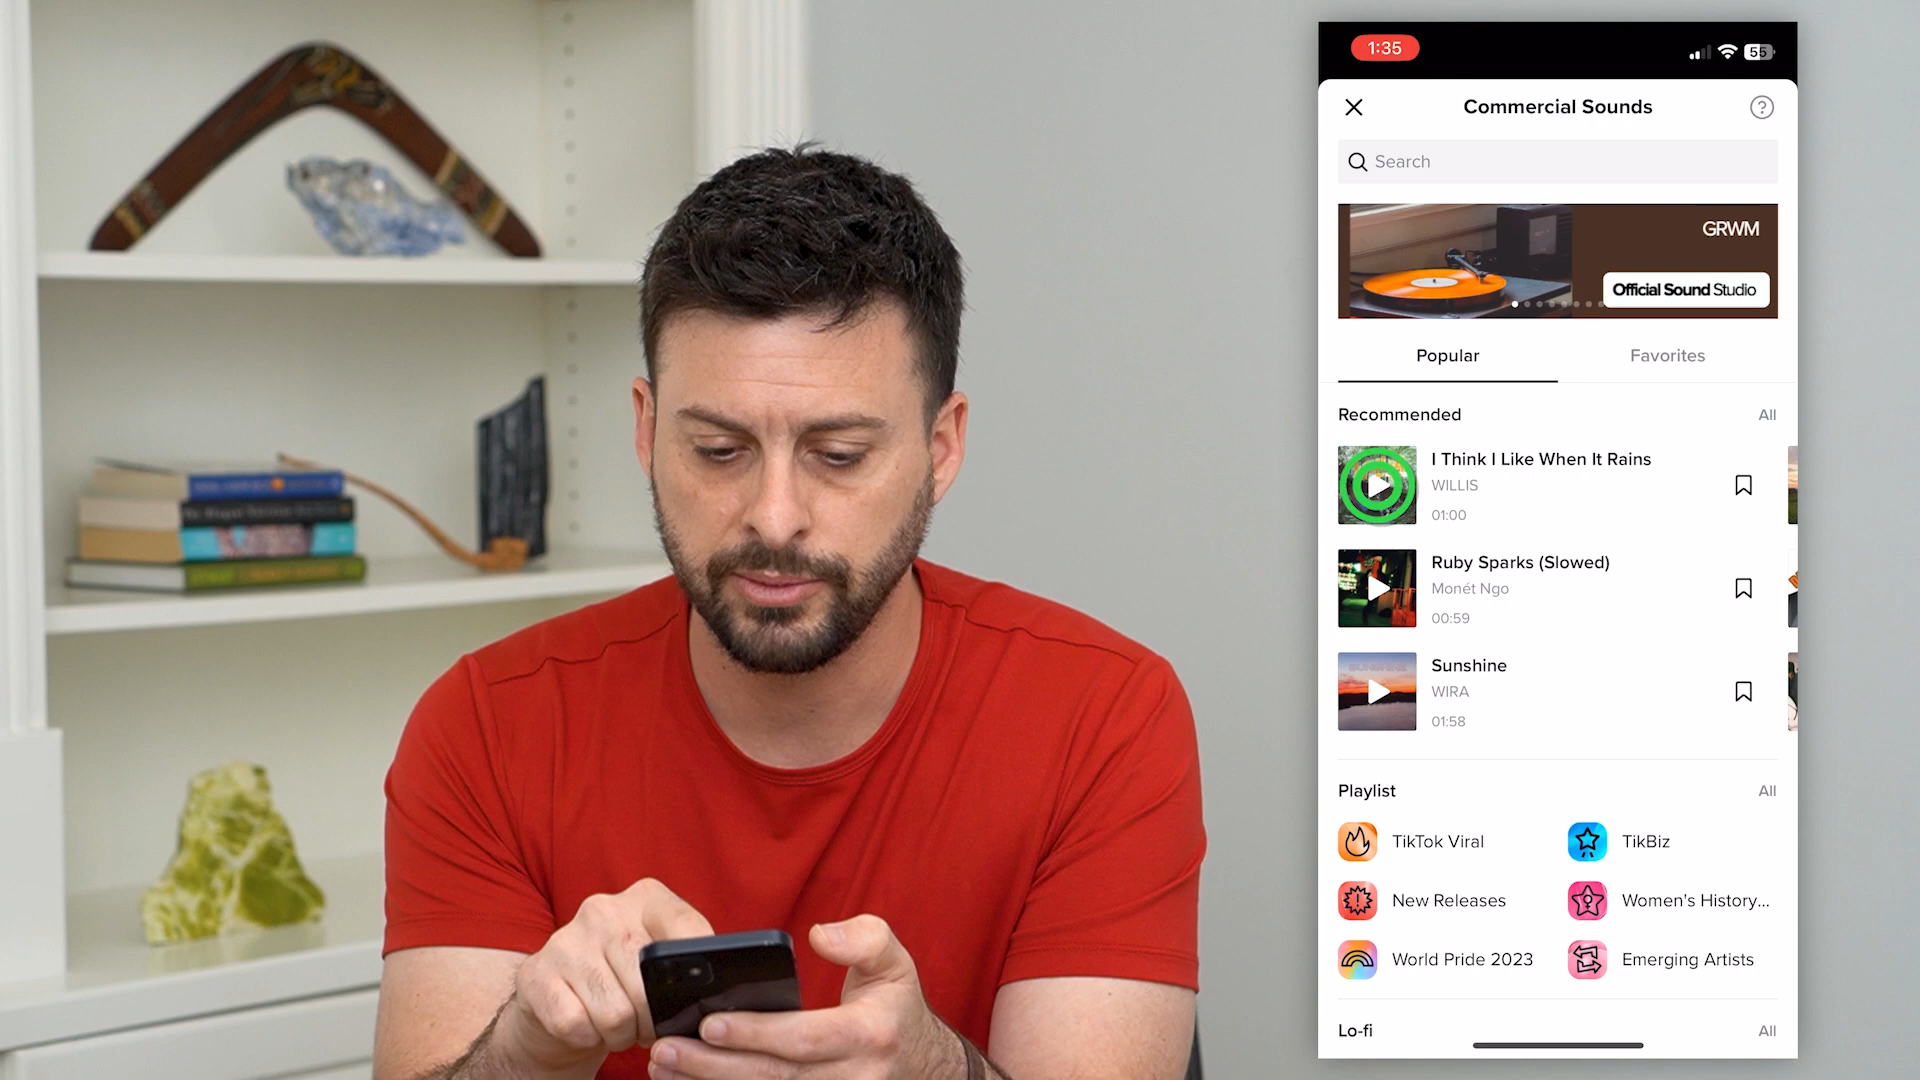 1:35
55
Commercial Sounds
?
Search
GRWM
Official Sound Studio
Popular
Favorites
Recommended
All
I Think I Like When It Rains
WILLIS
01:00
Ruby Sparks (Slowed)
Monét Ngo
00:59
Sunshine
WIRA
01:58
Playlist
All
TikTok Viral
TikBiz
New Releases
Women's History...
World Pride 2023
Emerging Artists
Lo-fi
All